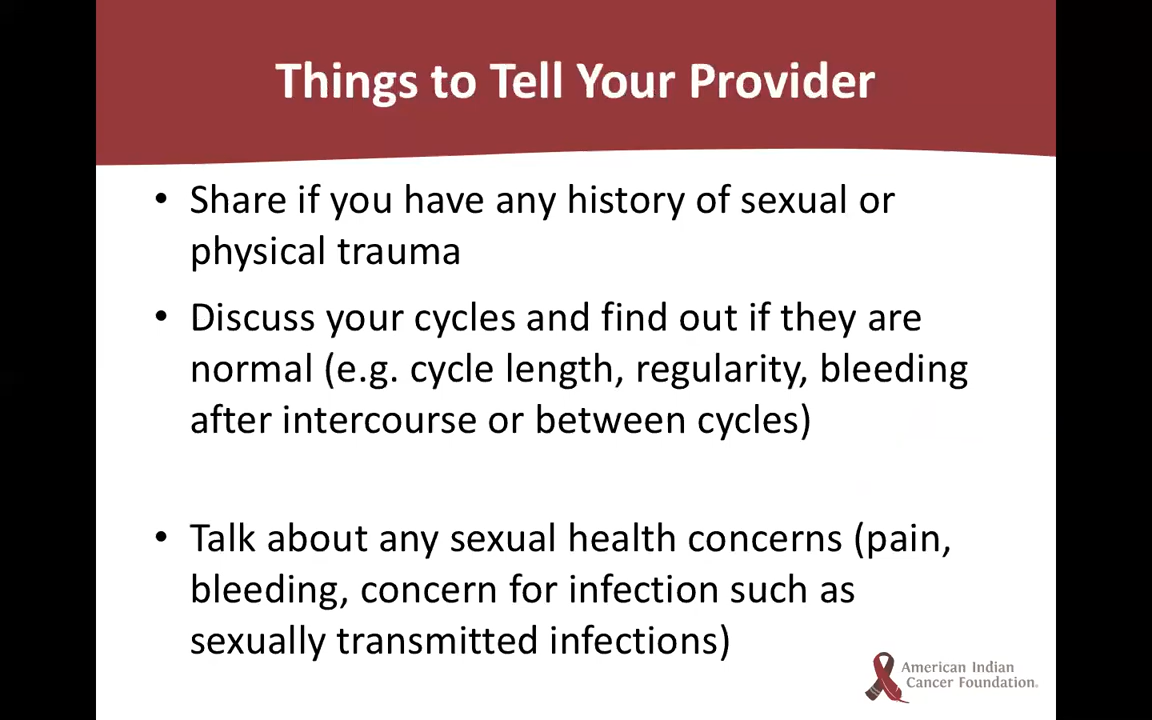 Things to Tell Your Provider
• Share if you have any history of sexual or
physical trauma
• Discuss your cycles and find out if they are
normal (e.g. cycle length, regularity, bleeding
after intercourse or between cycles)
• Talk about any sexual health concerns (pain,
bleeding, concern for infection such as
sexually transmitted infections)
American Indian
Cancer Foundation.